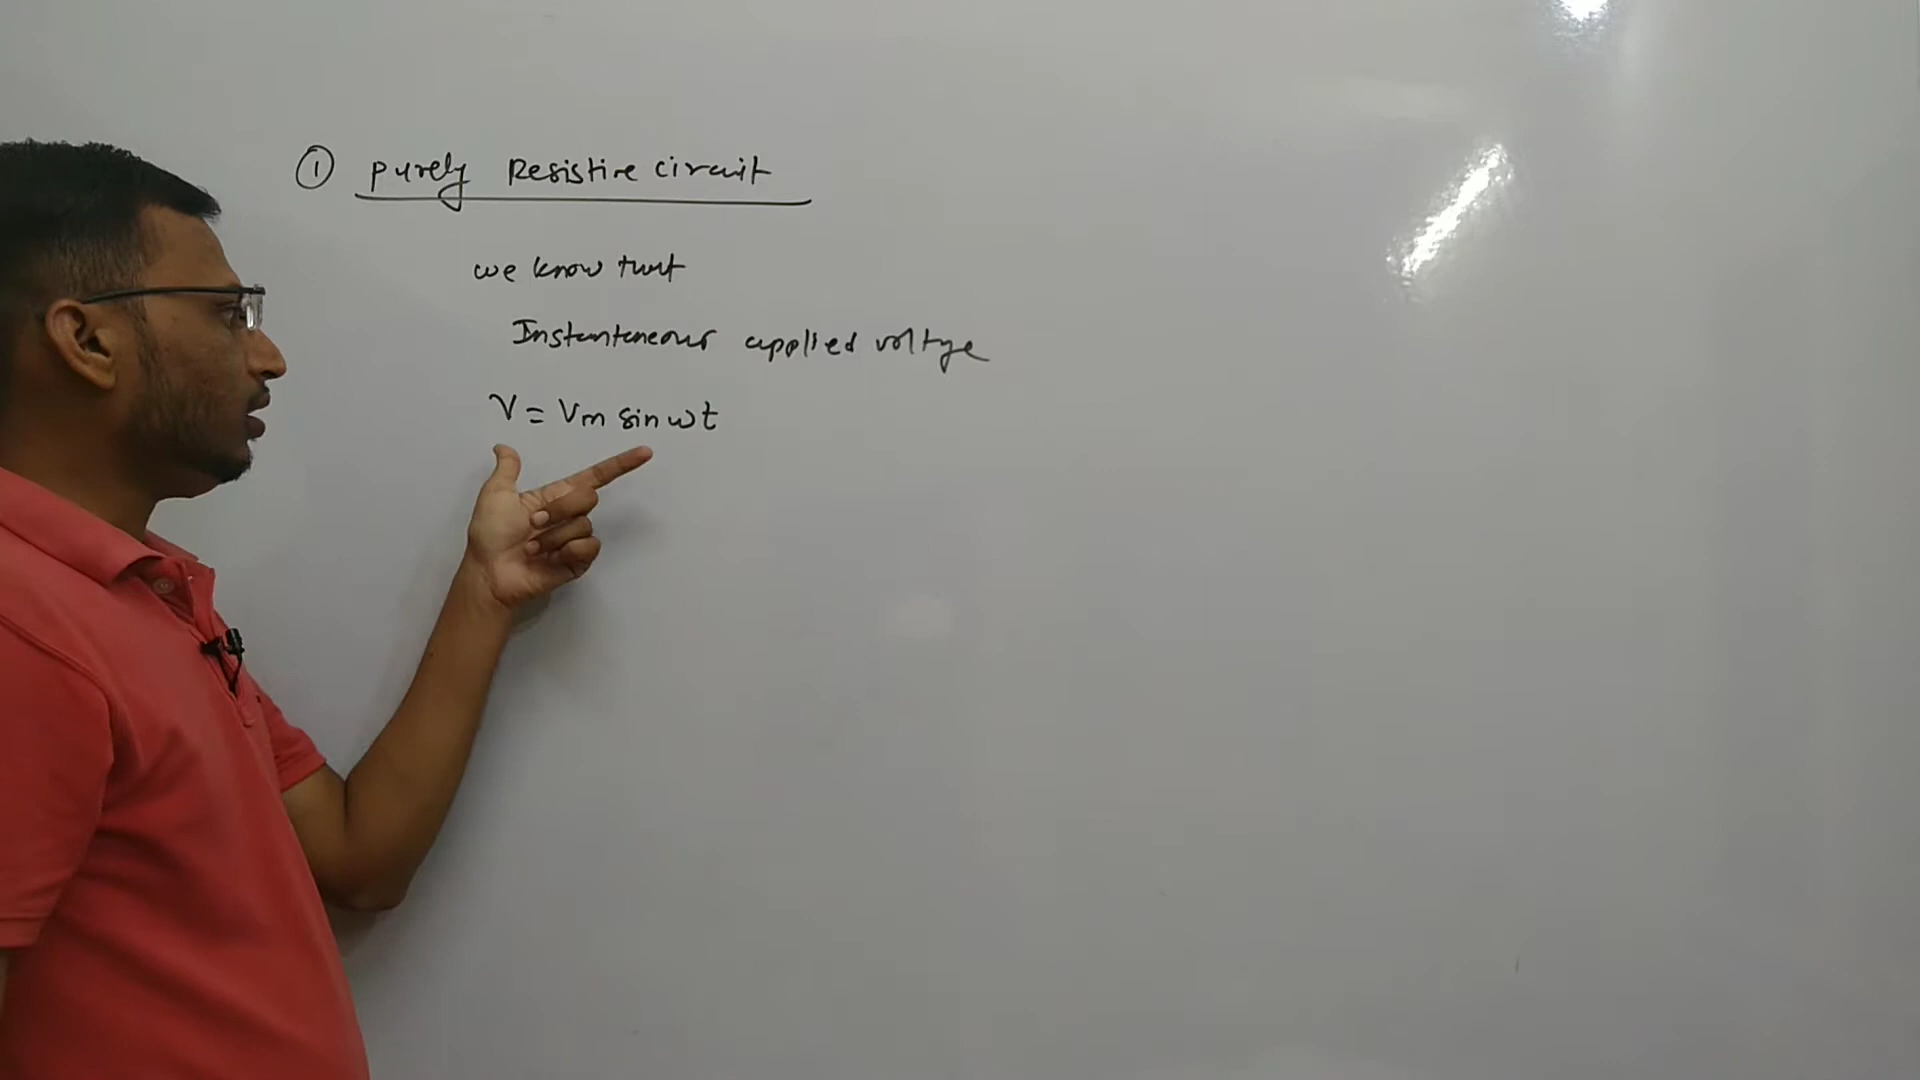 ① Purely Resistive circuit
we know that
Instantaneous applied voltage
V = Vm sin ωt